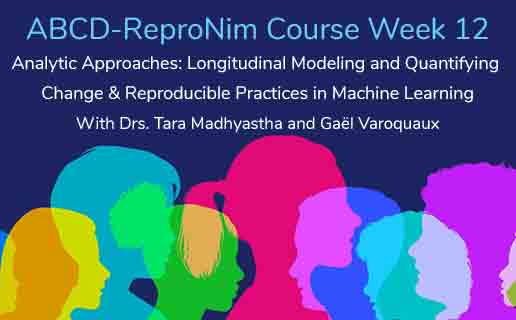 ABCD-ReproNim Course Week 12
Analytic Approaches: Longitudinal Modeling and Quantifying
Change & Reproducible Practices in Machine Learning
With Drs. Tara Madhyastha and Gaël Varoquaux